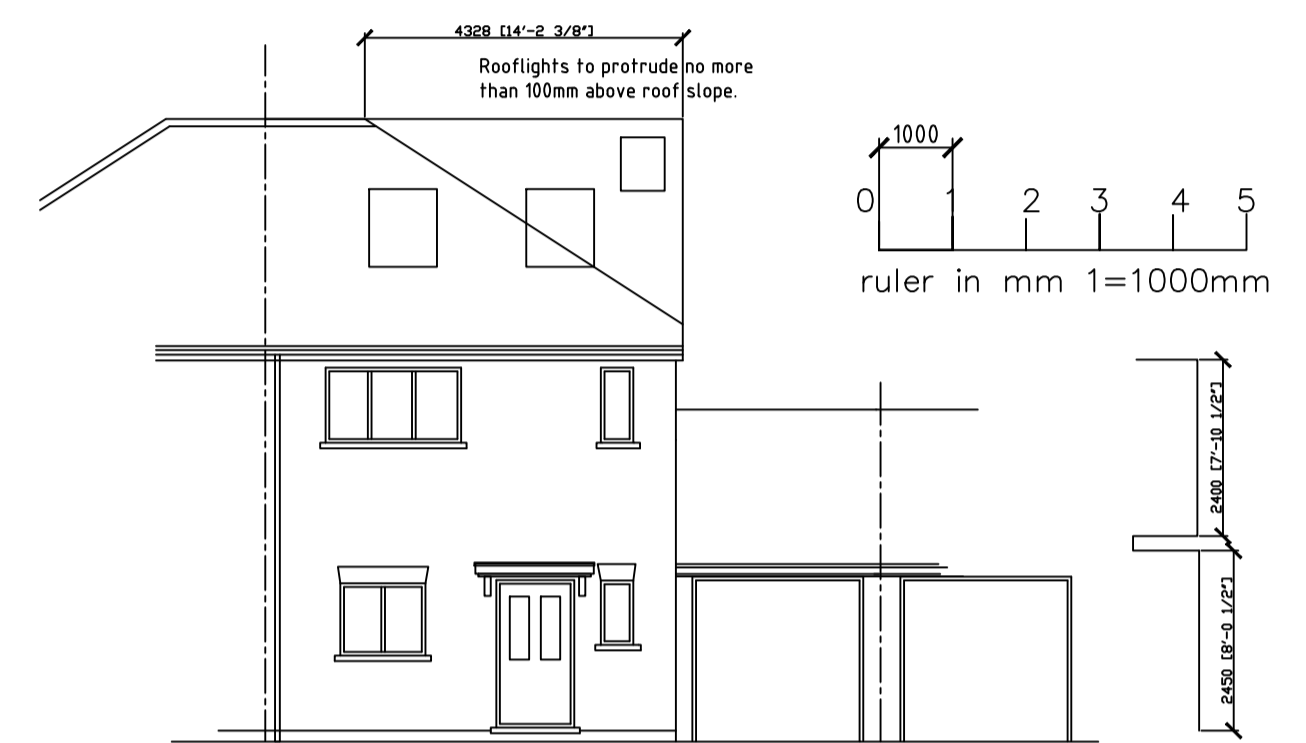 4328 [14'-2 3/8"]
Rooflights to protrude no more
than 100mm above roof slope.
1000
0 1 2 3 4 5
ruler in mm 1=1000mm
2400 [7'-10 1/2"]
2450 [8'-0 1/2"]